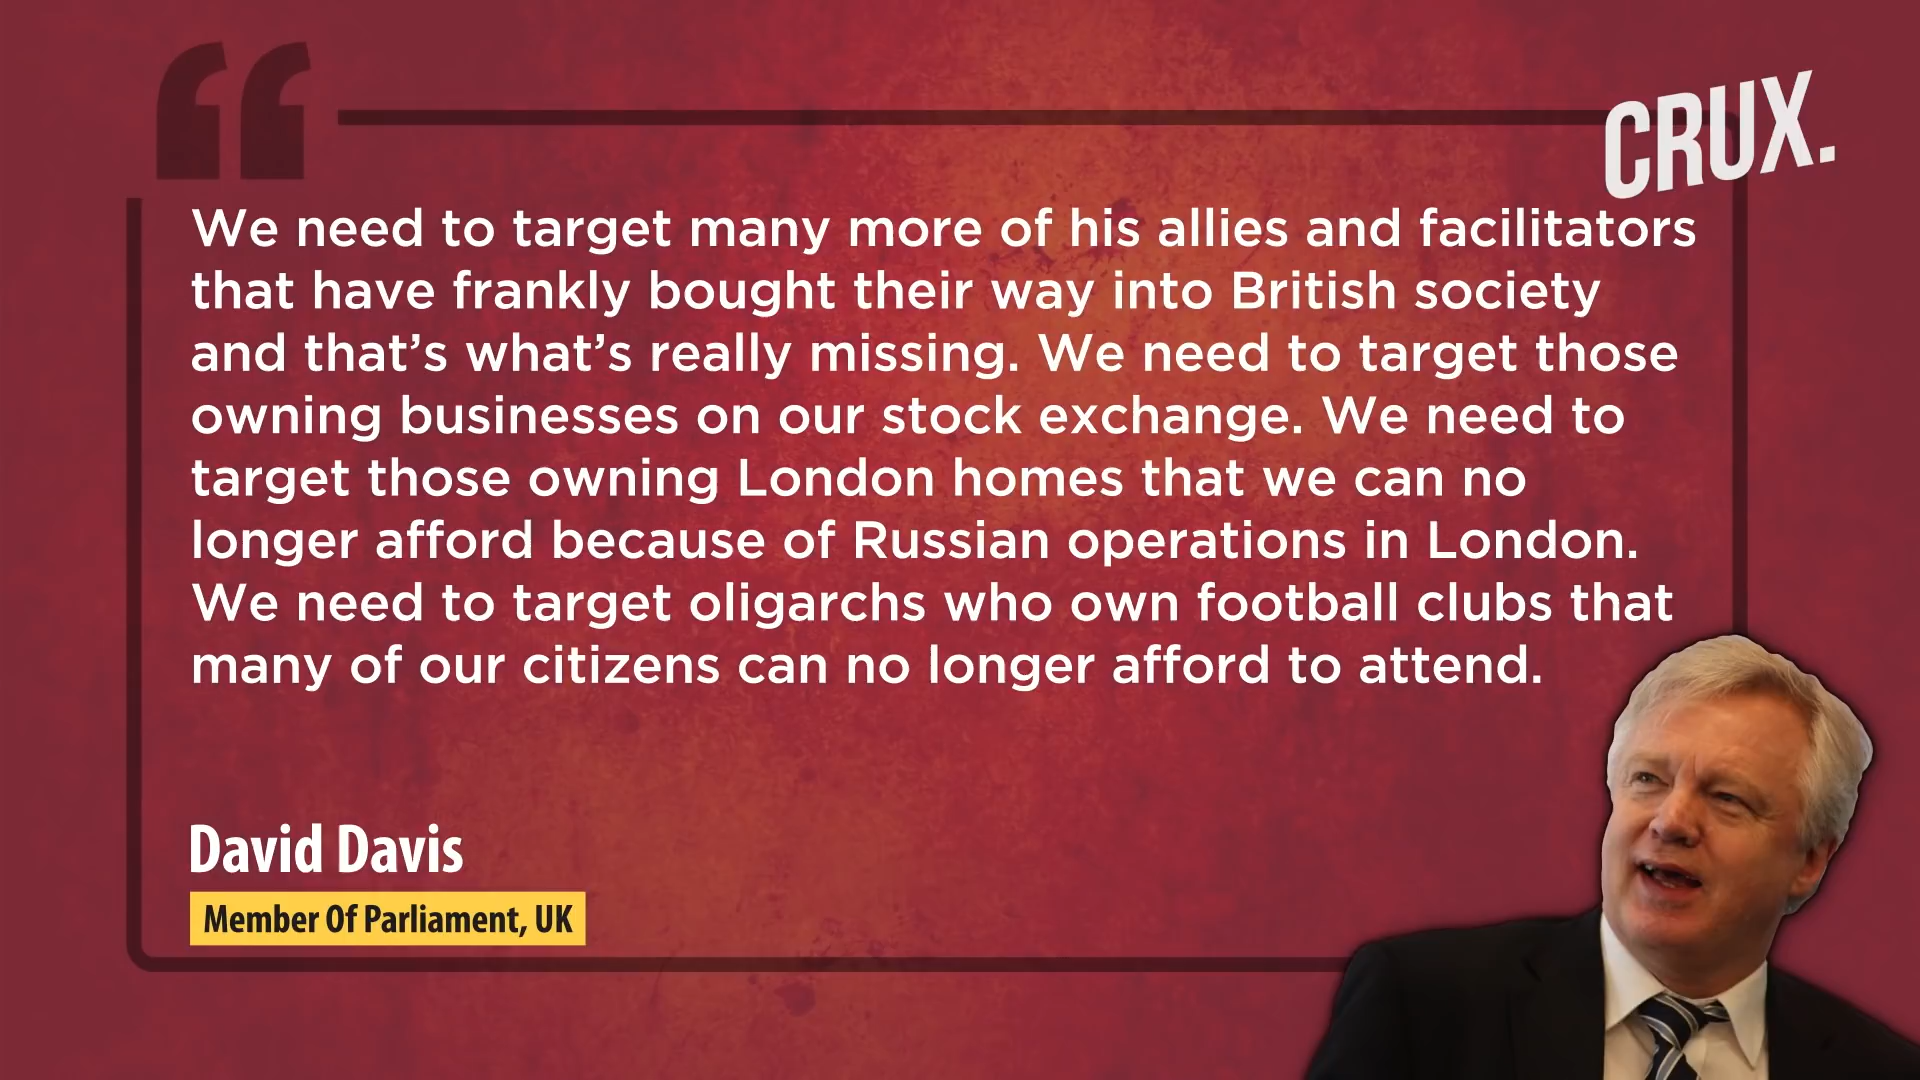 CRUX.
We need to target many more of his allies and facilitators
that have frankly bought their way into British society
and that’s what’s really missing. We need to target those
owning businesses on our stock exchange. We need to
target those owning London homes that we can no
longer afford because of Russian operations in London.
We need to target oligarchs who own football clubs that
many of our citizens can no longer afford to attend.
David Davis
Member Of Parliament, UK